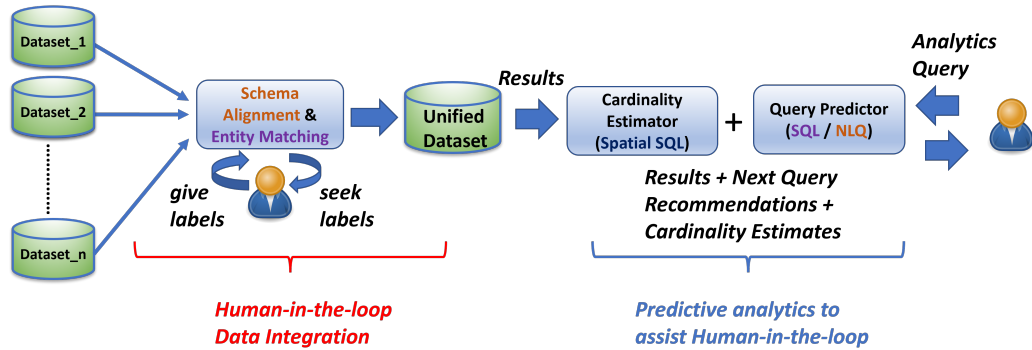 Dataset_1
Dataset_2
Dataset_n
Schema
Alignment &
Entity Matching
give
labels
seek
labels
Unified
Dataset
Results
Cardinality
Estimator
(Spatial SQL)
+
Query Predictor
(SQL / NLQ)
Analytics
Query
Results + Next Query
Recommendations +
Cardinality Estimates
Human-in-the-loop
Data Integration
Predictive analytics to
assist Human-in-the-loop